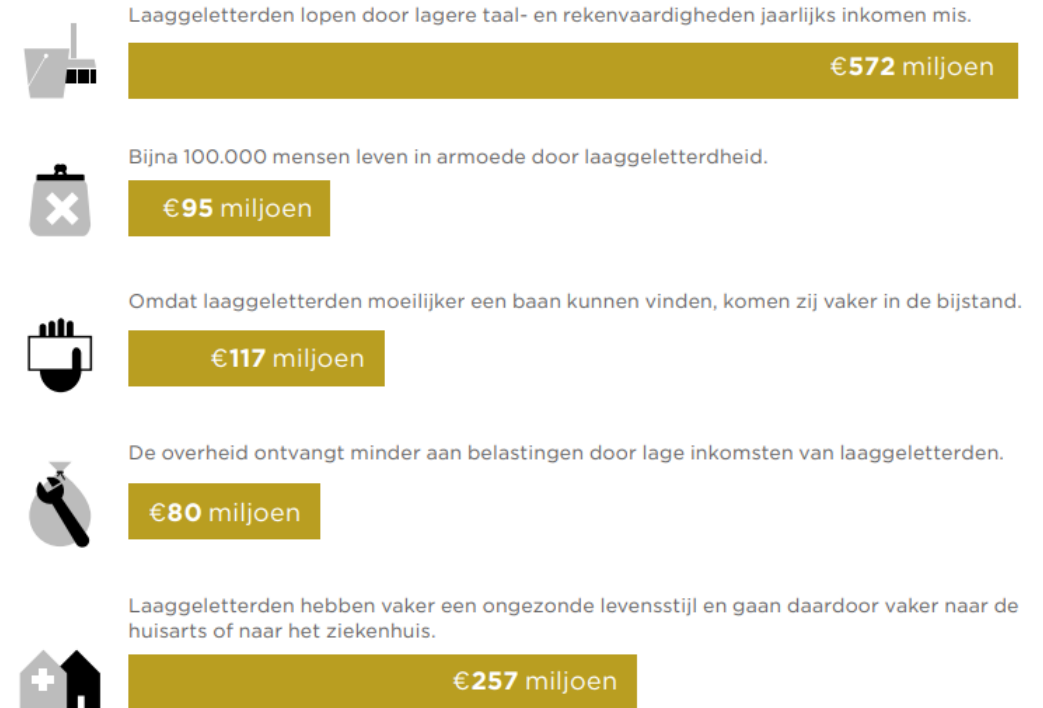 Laaggeletterden lopen door lagere taal- en rekenvaardigheden jaarlijks inkomen mis.
€572 miljoen
Bijna 100.000 mensen leven in armoede door laaggeletterdheid.
€95 miljoen
Omdat laaggeletterden moeilijker een baan kunnen vinden, komen zij vaker in de bijstand.
€117 miljoen
De overheid ontvangt minder aan belastingen door lage inkomsten van laaggeletterden.
€80 miljoen
Laaggeletterden hebben vaker een ongezonde levensstijl en gaan daardoor vaker naar de
huisarts of naar het ziekenhuis.
€257 miljoen